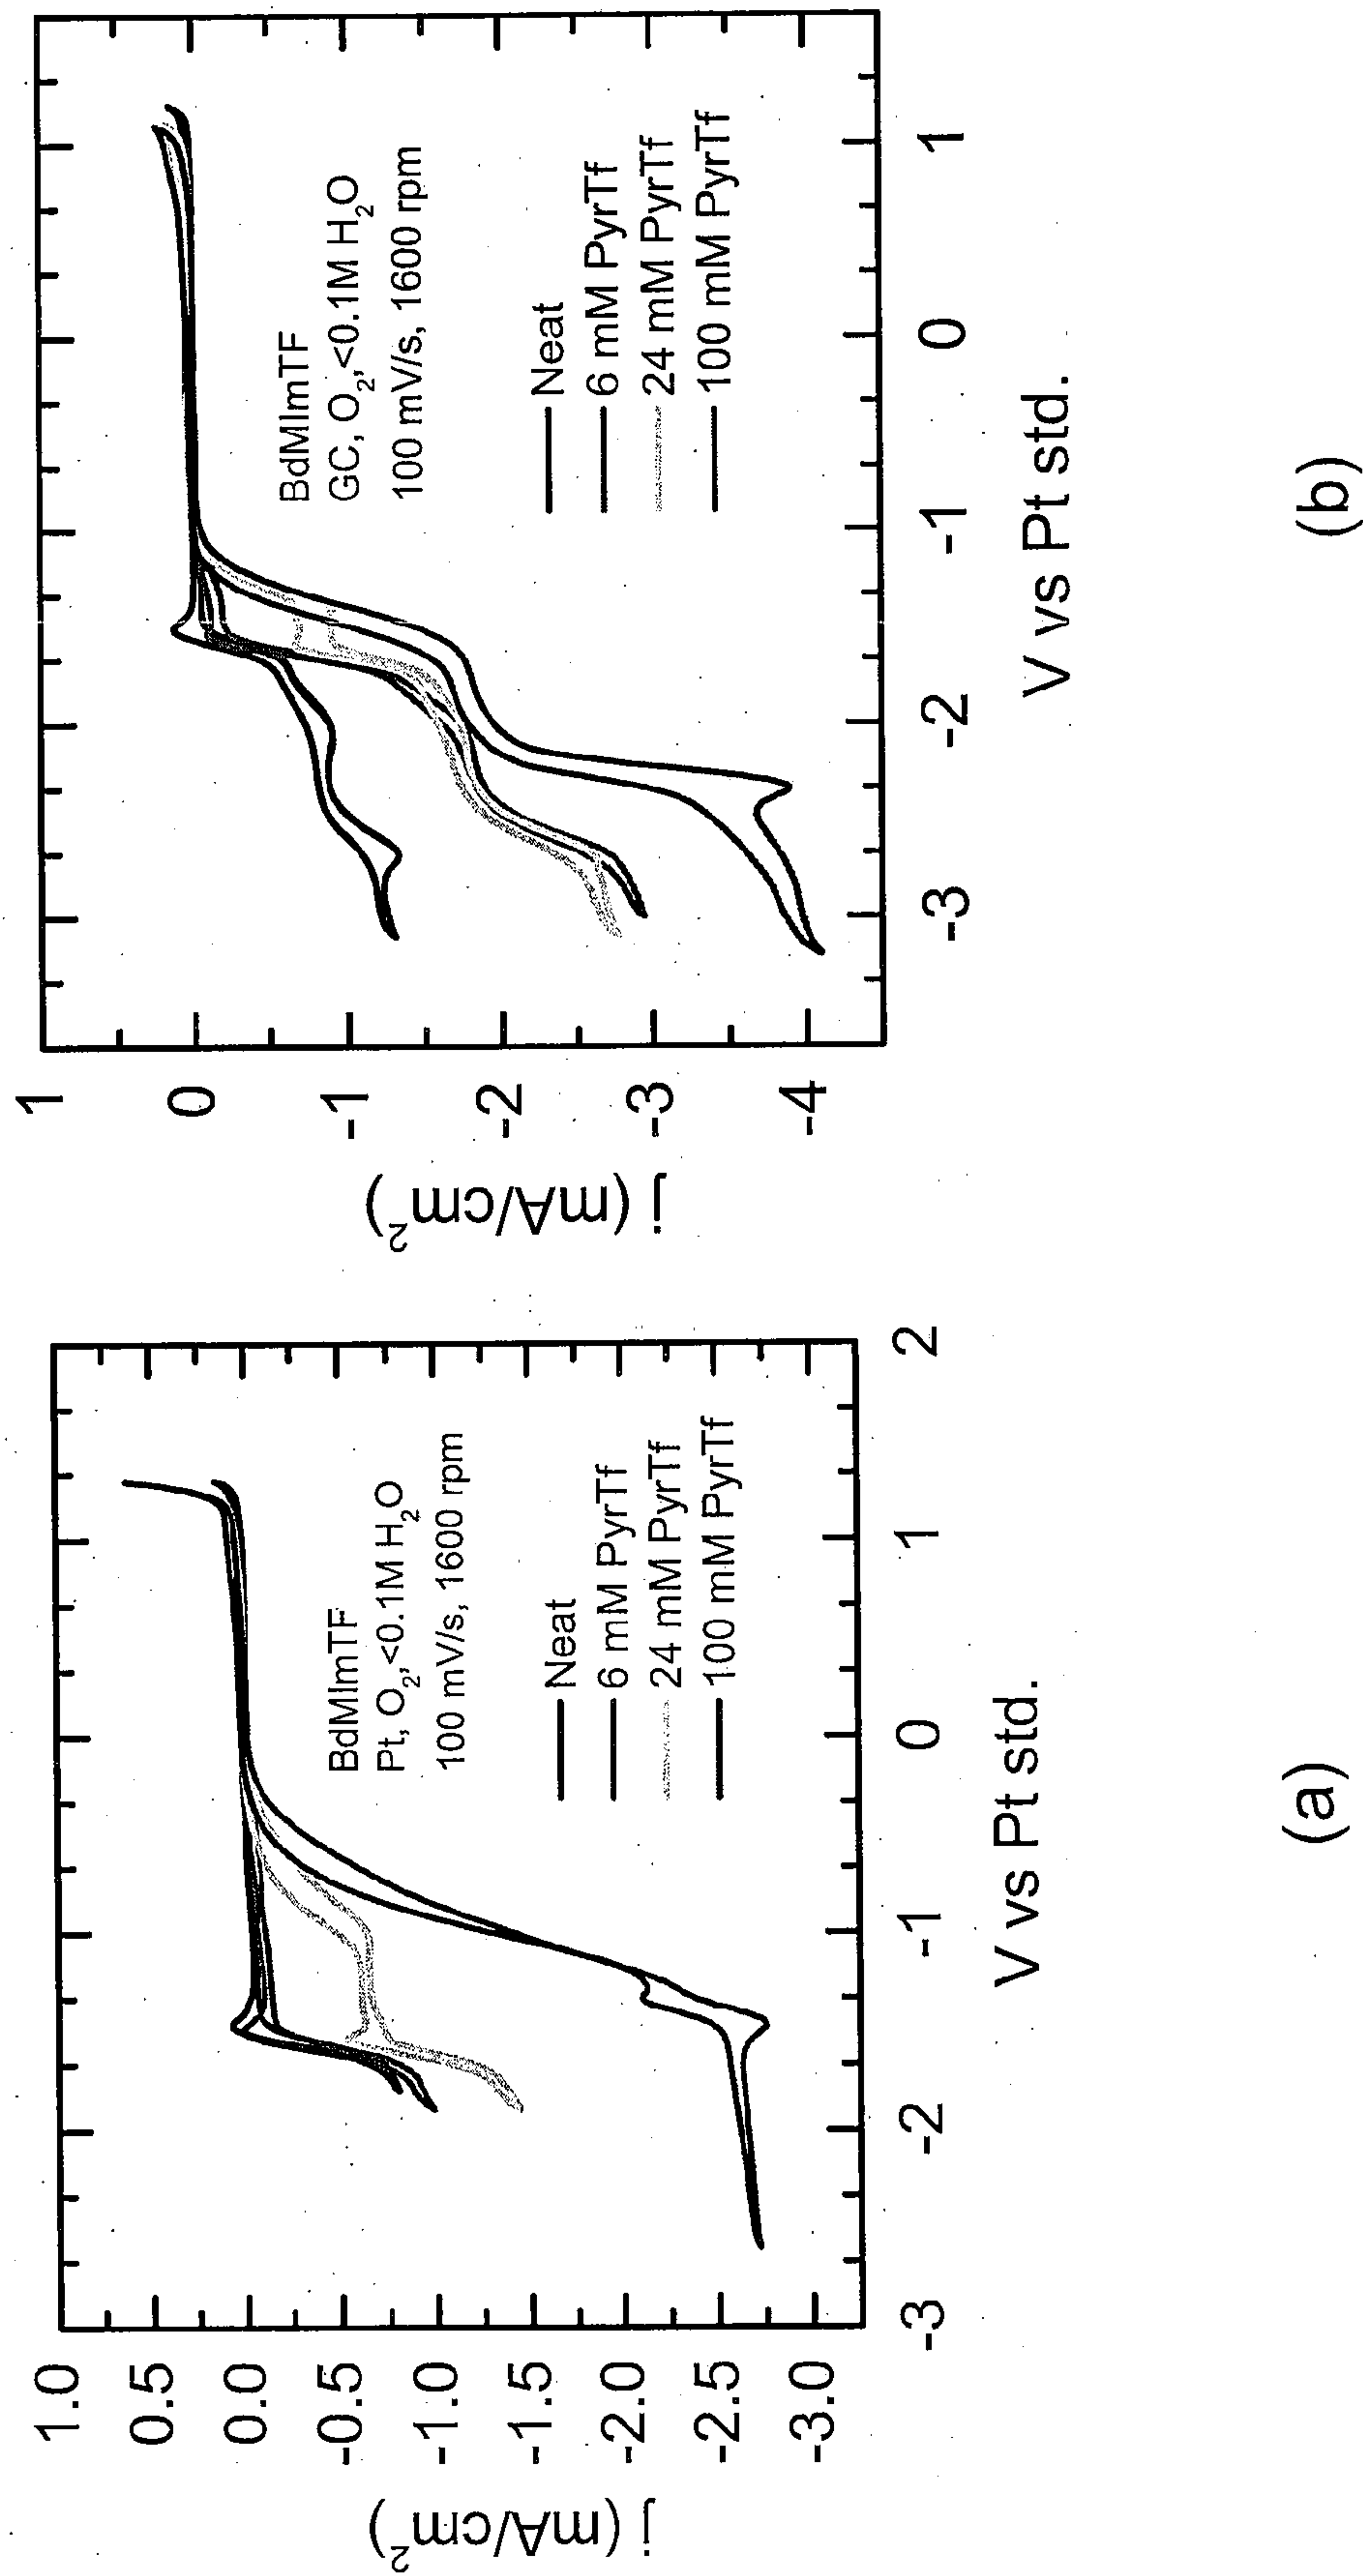 1.0
0.5
0.0
-0.5
-1.0
-1.5
-2.0
-2.5
-3.0
j (mA/cm²)
BdMImTF
Pt, O₂,<0.1M H₂O
100 mV/s, 1600 rpm
Neat
6 mM PyrTf
24 mM PyrTf
100 mM PyrTf
-3 -2 -1 0 1 2
V vs Pt std.
(a)
1
0
-1
-2
-3
-4
j (mA/cm²)
BdMImTF
GC, O₂,<0.1M H₂O
100 mV/s, 1600 rpm
Neat
6 mM PyrTf
24 mM PyrTf
100 mM PyrTf
-3 -2 -1 0 1
V vs Pt std.
(b)